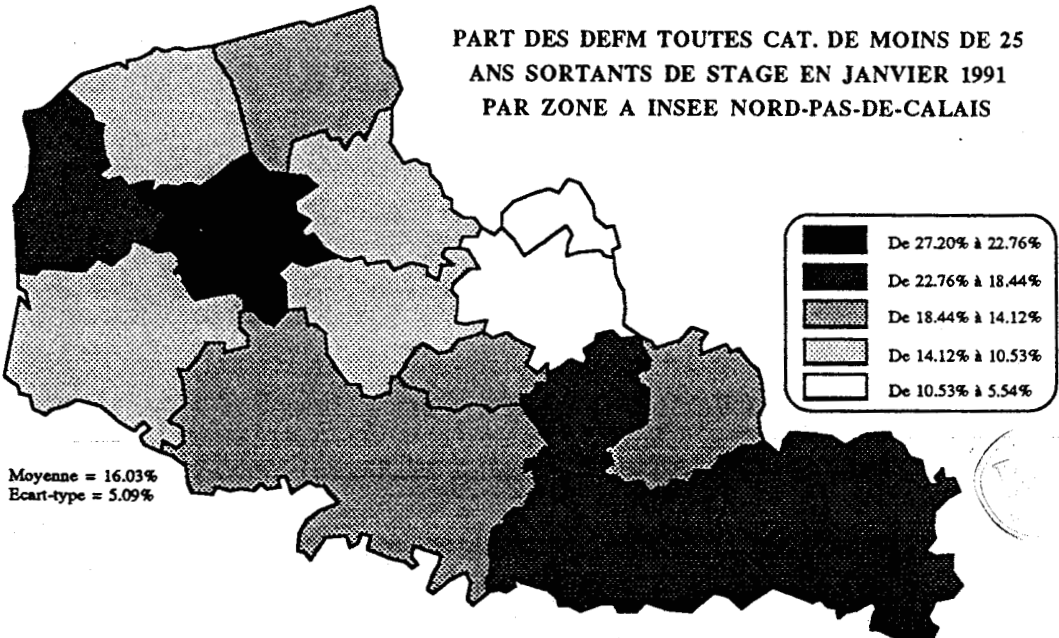 PART DES DEFM TOUTES CAT. DE MOINS DE 25
ANS SORTANTS DE STAGE EN JANVIER 1991
PAR ZONE A INSEE NORD-PAS-DE-CALAIS
De 27.20% à 22.76%
De 22.76% à 18.44%
De 18.44% à 14.12%
De 14.12% à 10.53%
De 10.53% à 5.54%
Moyenne = 16.03%
Ecart-type = 5.09%